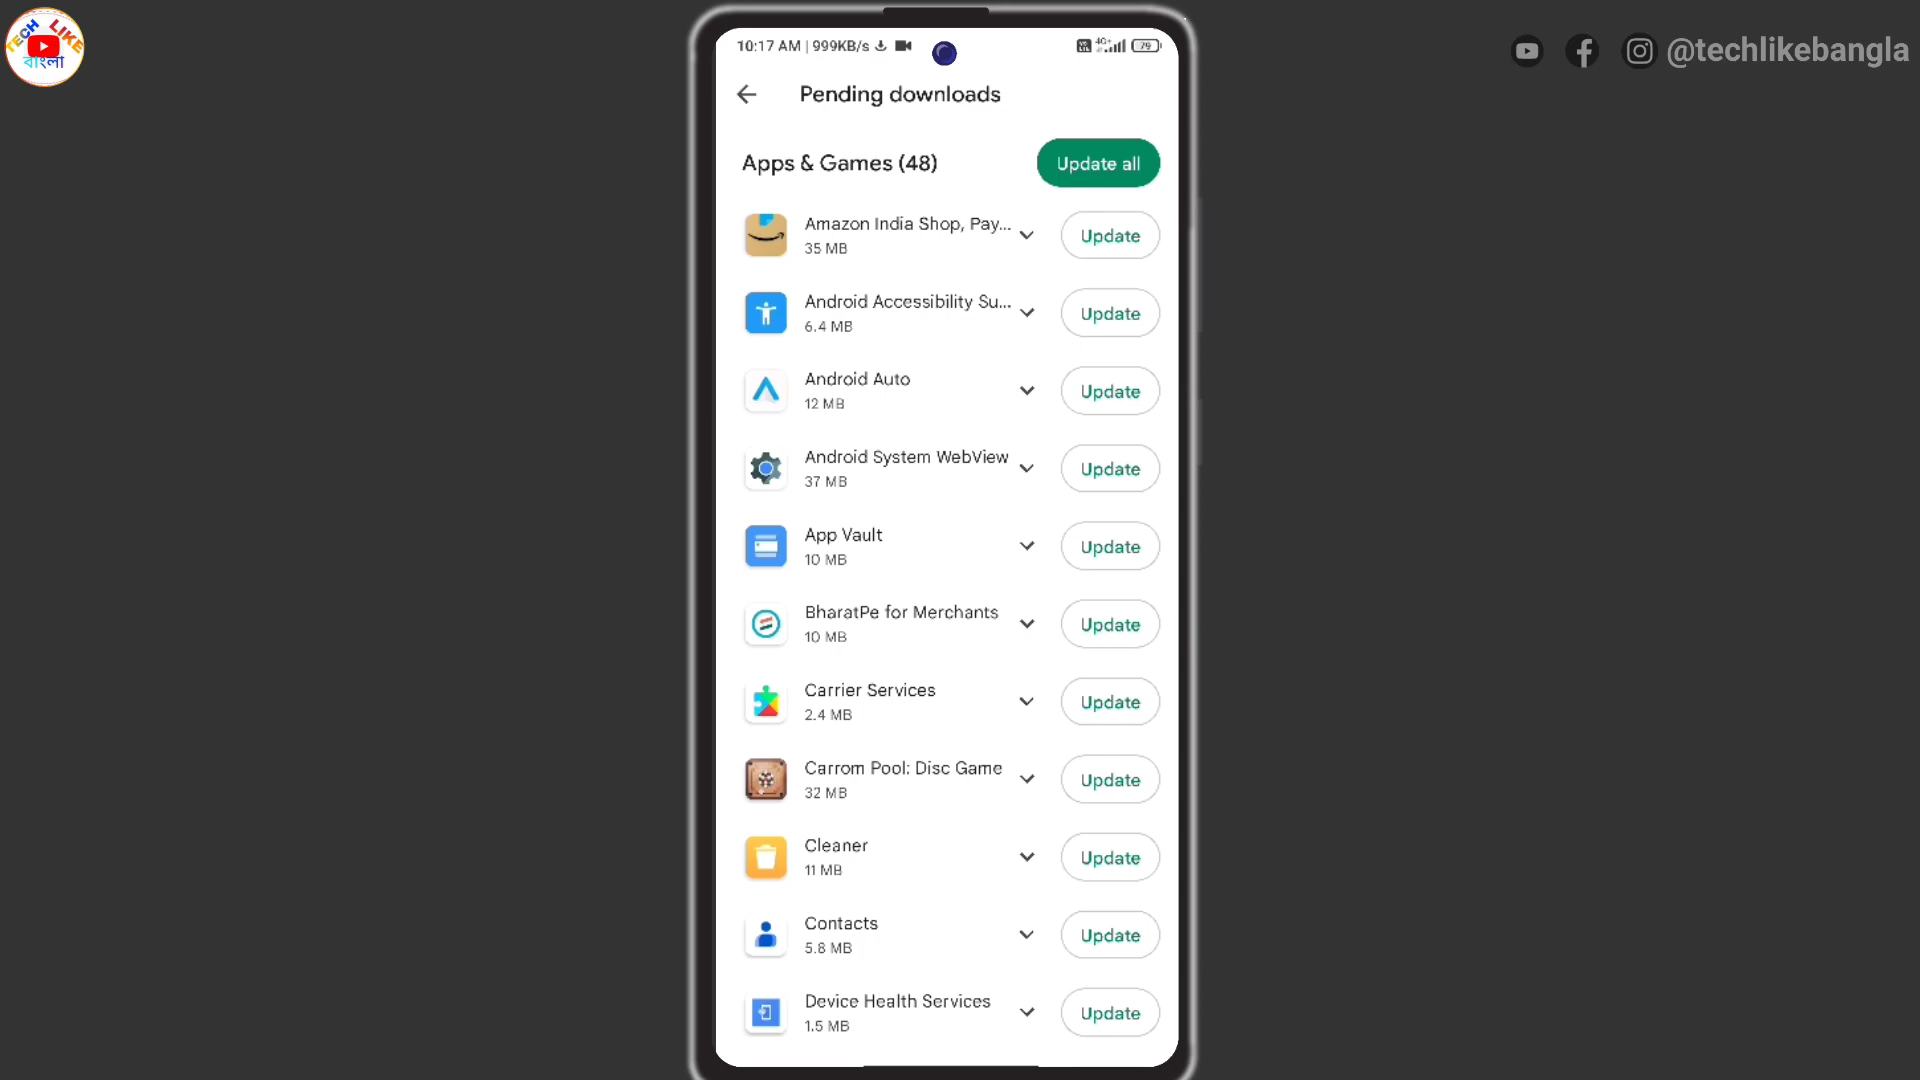 TECH LIKE
বাংলা
@techlikebangla
10:17 AM | 999KB/s
4G+
79
Pending downloads
Apps & Games (48)
Update all
Amazon India Shop, Pay...
35 MB
Update
Android Accessibility Su...
6.4 MB
Update
Android Auto
12 MB
Update
Android System WebView
37 MB
Update
App Vault
10 MB
Update
BharatPe for Merchants
10 MB
Update
Carrier Services
2.4 MB
Update
Carrom Pool: Disc Game
32 MB
Update
Cleaner
11 MB
Update
Contacts
5.8 MB
Update
Device Health Services
1.5 MB
Update